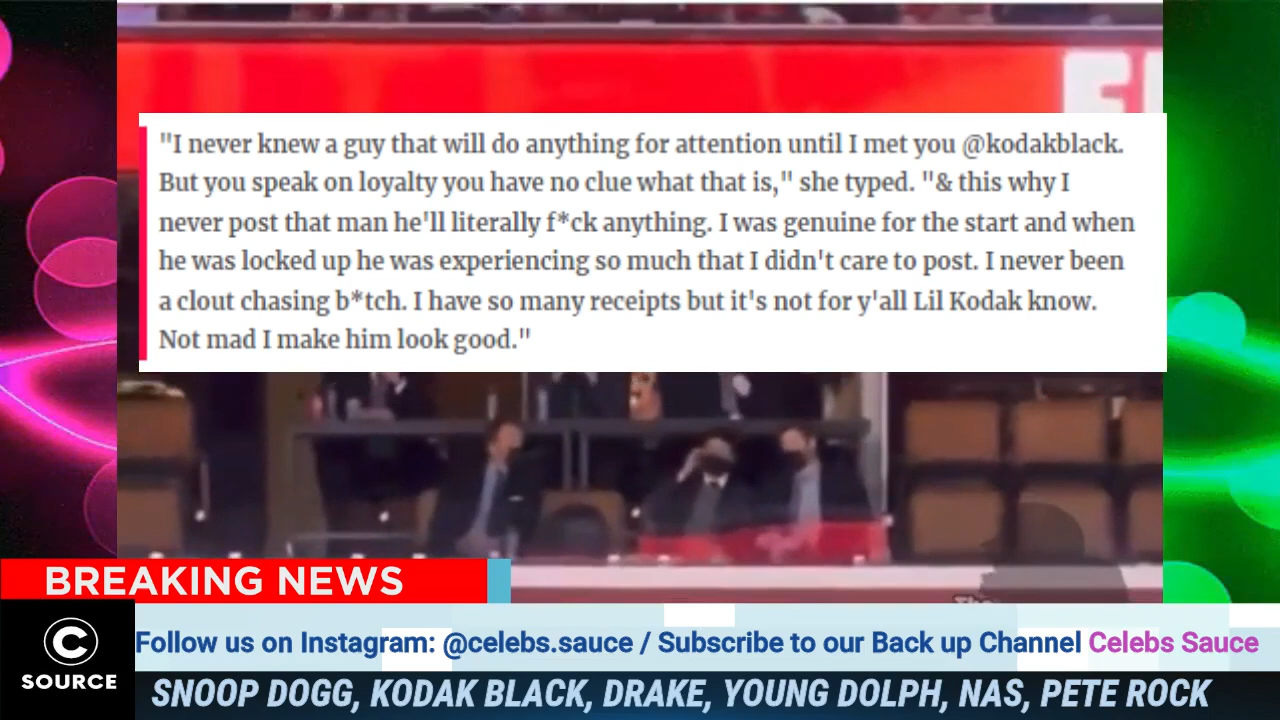 "I never knew a guy that will do anything for attention until I met you @kodakblack.
But you speak on loyalty you have no clue what that is," she typed. "& this why I
never post that man he'll literally f*ck anything. I was genuine for the start and when
he was locked up he was experiencing so much that I didn't care to post. I never been
a clout chasing b*tch. I have so many receipts but it's not for y'all Lil Kodak know.
Not mad I make him look good."
BREAKING NEWS
C
SOURCE
Follow us on Instagram: @celebs.sauce / Subscribe to our Back up Channel Celebs Sauce
SNOOP DOGG, KODAK BLACK, DRAKE, YOUNG DOLPH, NAS, PETE ROCK